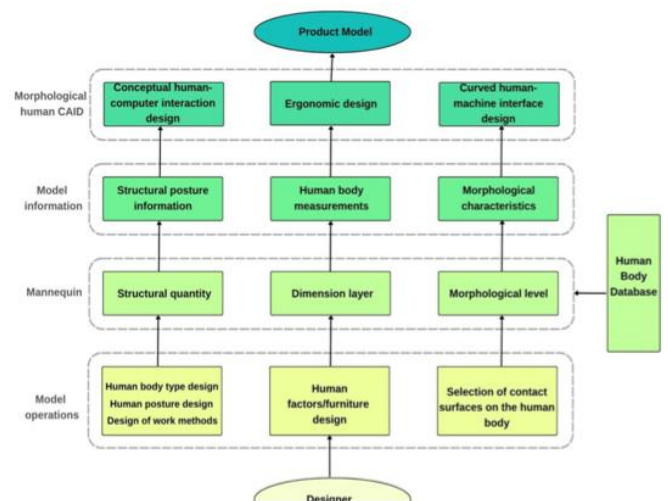 Product Model
Morphological
human CAID
Conceptual human-
computer interaction
design
Ergonomic design
Curved human-
machine interface
design
Model
information
Structural posture
information
Human body
measurements
Morphological
characteristics
Mannequin
Structural quantity
Dimension layer
Morphological level
Human
Body
Database
Model
operations
Human body type design
Human posture design
Design of work methods
Human
factors/furniture
design
Selection of contact
surfaces on the human
body
Designer